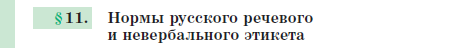 § 11. Нормы русского речевого
и невербального этикета